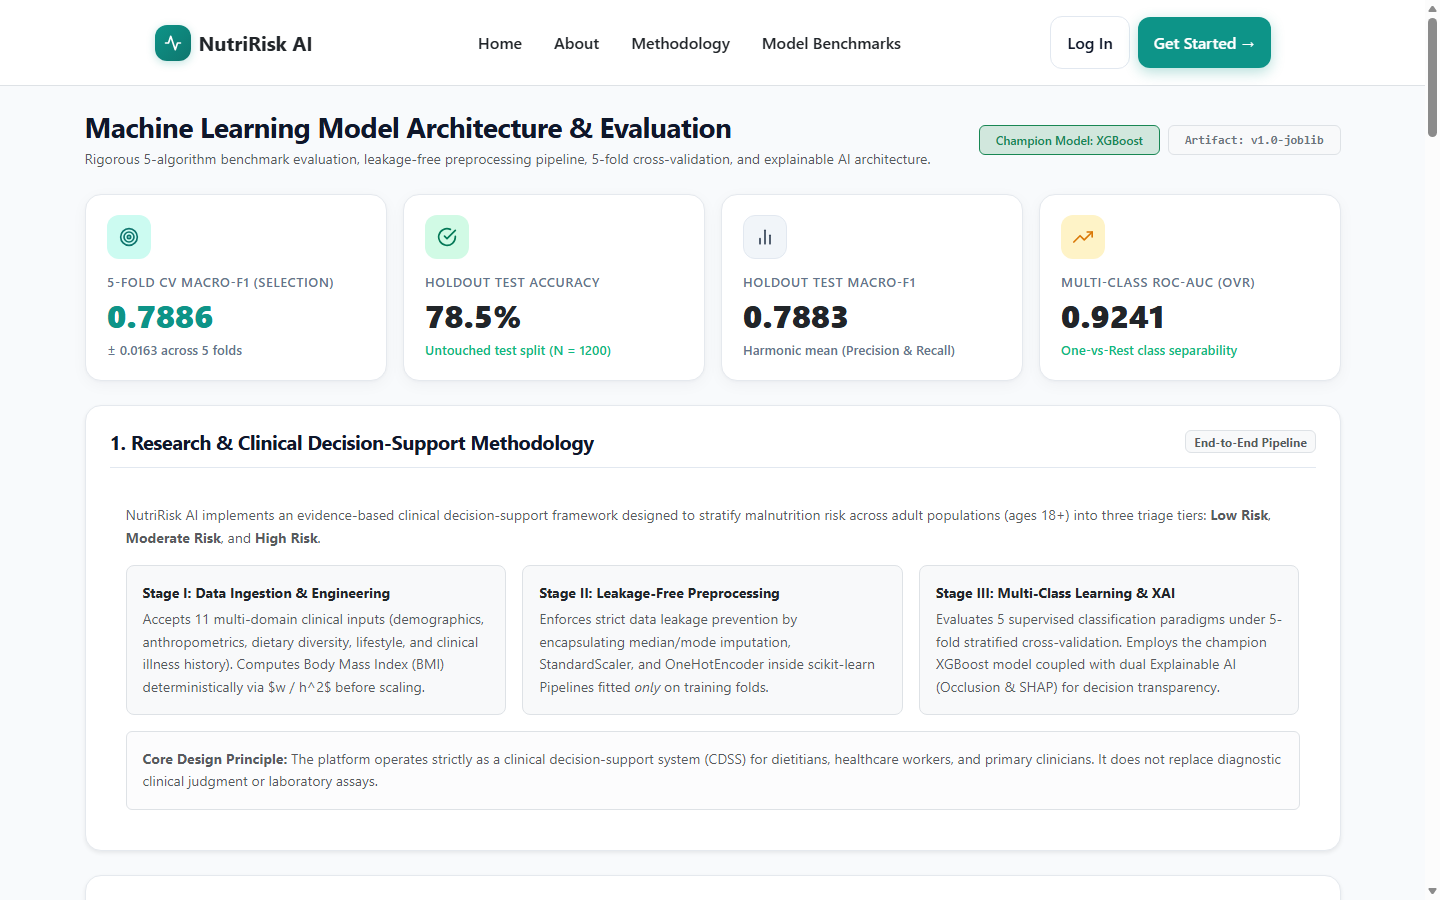 NutriRisk AI
Home
About
Methodology
Model Benchmarks
Log In
Get Started →
Machine Learning Model Architecture & Evaluation
Rigorous 5-algorithm benchmark evaluation, leakage-free preprocessing pipeline, 5-fold cross-validation, and explainable AI architecture.
Champion Model: XGBoost
Artifact: v1.0-joblib
5-FOLD CV MACRO-F1 (SELECTION)
0.7886
± 0.0163 across 5 folds
HOLDOUT TEST ACCURACY
78.5%
Untouched test split (N = 1200)
HOLDOUT TEST MACRO-F1
0.7883
Harmonic mean (Precision & Recall)
MULTI-CLASS ROC-AUC (OVR)
0.9241
One-vs-Rest class separability
1. Research & Clinical Decision-Support Methodology
End-to-End Pipeline
NutriRisk AI implements an evidence-based clinical decision-support framework designed to stratify malnutrition risk across adult populations (ages 18+) into three triage tiers: Low Risk,
Moderate Risk, and High Risk.
Stage I: Data Ingestion & Engineering
Accepts 11 multi-domain clinical inputs (demographics,
anthropometrics, dietary diversity, lifestyle, and clinical
illness history). Computes Body Mass Index (BMI)
deterministically via $w / h^2$ before scaling.
Stage II: Leakage-Free Preprocessing
Enforces strict data leakage prevention by
encapsulating median/mode imputation,
StandardScaler, and OneHotEncoder inside scikit-learn
Pipelines fitted only on training folds.
Stage III: Multi-Class Learning & XAI
Evaluates 5 supervised classification paradigms under 5-
fold stratified cross-validation. Employs the champion
XGBoost model coupled with dual Explainable AI
(Occlusion & SHAP) for decision transparency.
Core Design Principle: The platform operates strictly as a clinical decision-support system (CDSS) for dietitians, healthcare workers, and primary clinicians. It does not replace diagnostic
clinical judgment or laboratory assays.